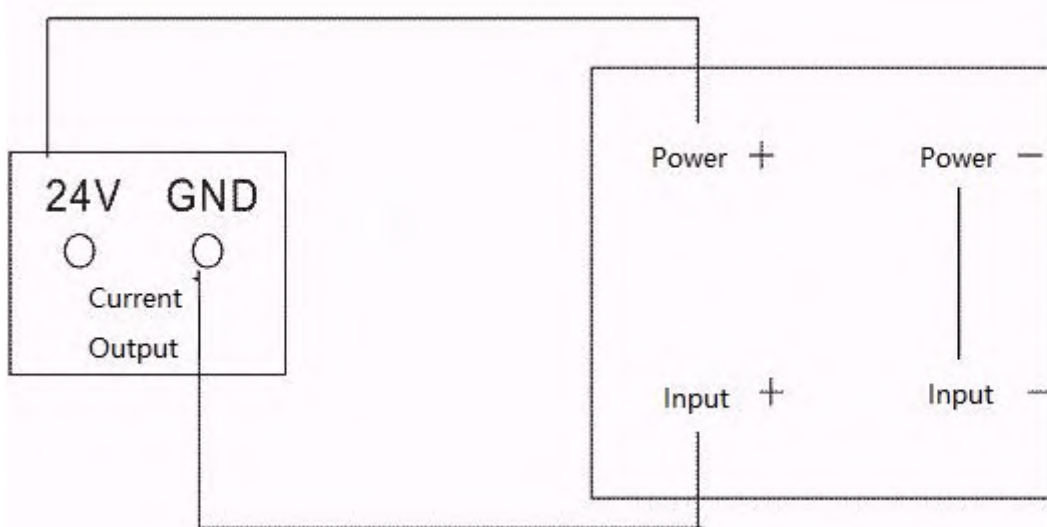 24V GND
Current
Output
Power +
Power −
Input +
Input −